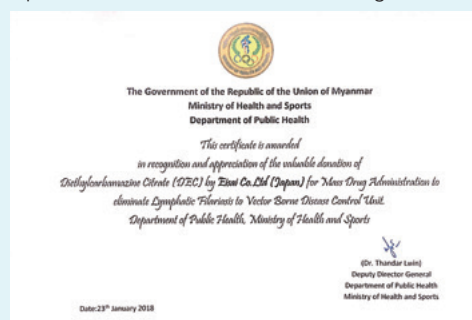 The Government of the Republic of the Union of Myanmar
Ministry of Health and Sports
Department of Public Health
This certificate is awarded
in recognition and appreciation of the valuable donation of
Diethylcarbamazine Citrate (DEC) by Eisai Co.Ltd (Japan) for Mass Drug Administration to
eliminate Lymphatic Filariasis to Vector Borne Disease Control Unit.
Department of Public Health, Ministry of Health and Sports
(Dr. Thandar Lwin)
Deputy Director General
Department of Public Health
Ministry of Health and Sports
Date:23th January 2018